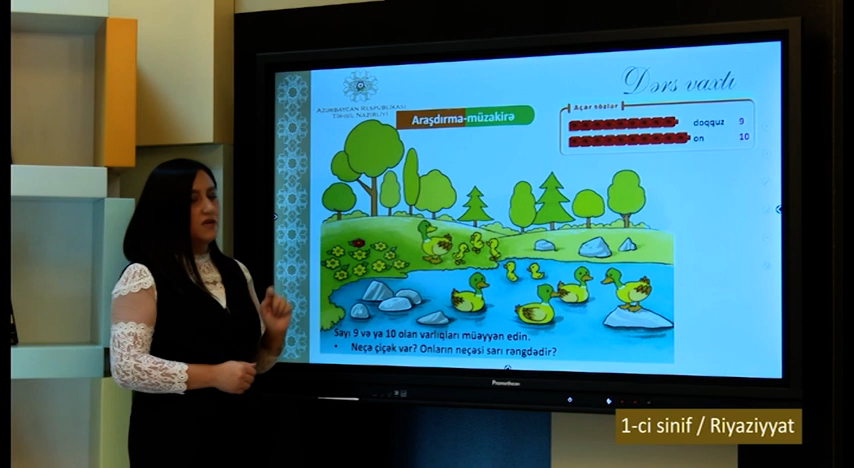 Dərs vaxtı
AZƏRBAYCAN RESPUBLİKASI
TƏHSİL NAZİRLİYİ
Araşdırma-müzakirə
Açar sözlər
doqquz 9
on 10
Sayı 9 və ya 10 olan varlıqları müəyyən edin.
• Neçə çiçək var? Onların neçəsi sarı rəngdədir?
Promethean
1-ci sinif / Riyaziyyat